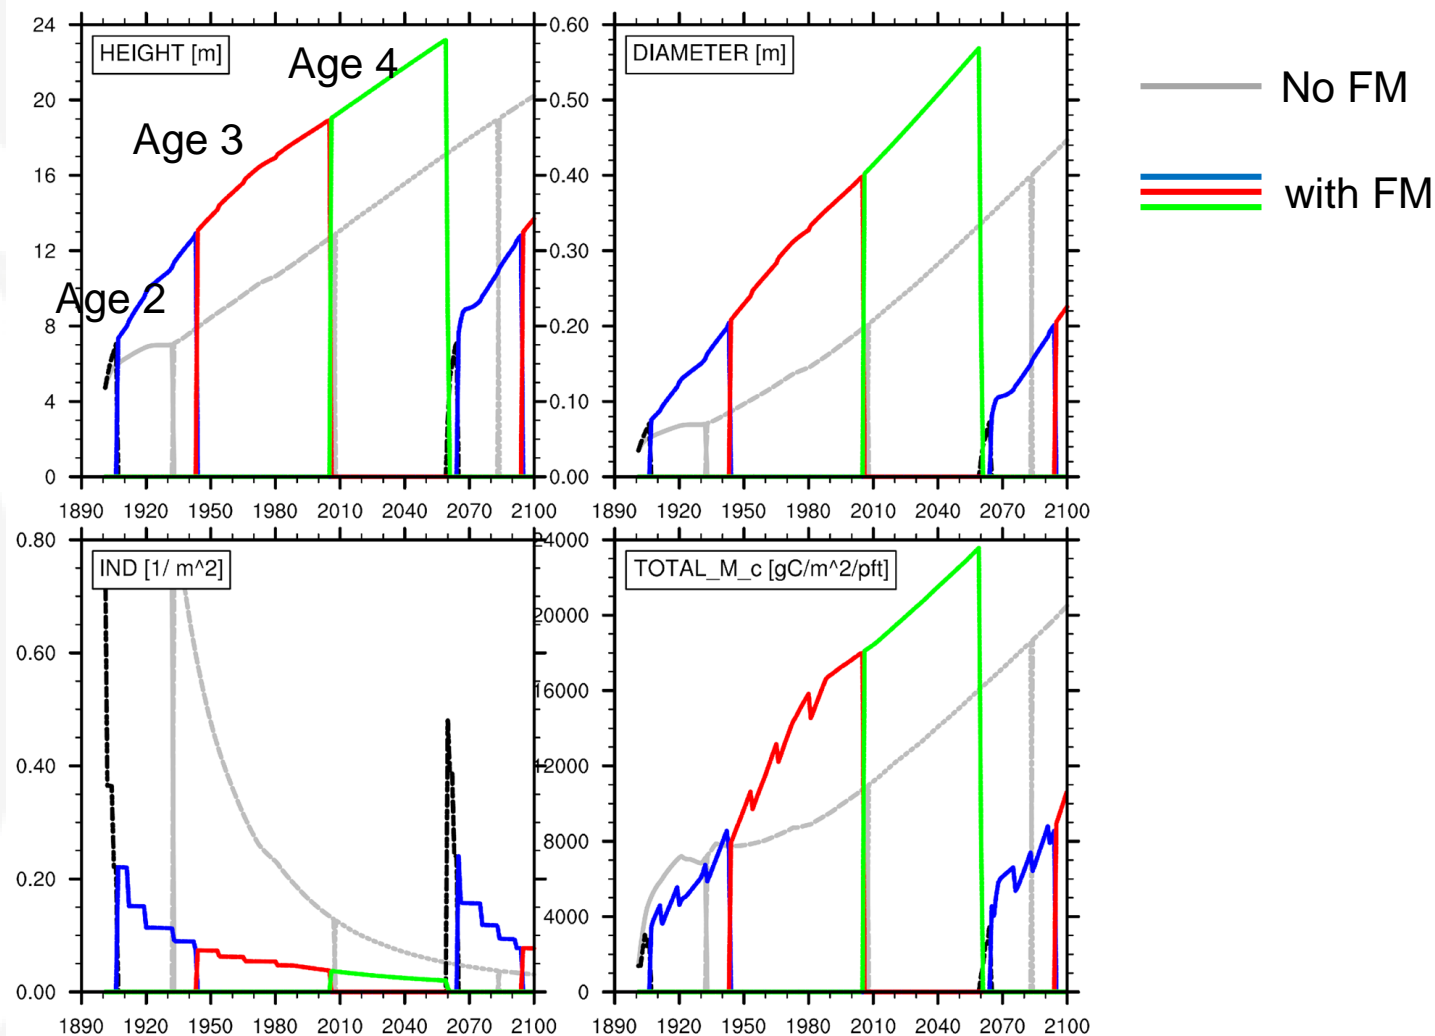 24
20
16
12
8
4
0
HEIGHT [m]
Age 4
Age 3
Age 2
1890 1920 1950 1980 2010 2040 2070 2100
0.60
0.50
0.40
0.30
0.20
0.10
0.00
DIAMETER [m]
1890 1920 1950 1980 2010 2040 2070 2100
No FM
with FM
0.80
0.60
0.40
0.20
0.00
IND [1/ m^2]
1890 1920 1950 1980 2010 2040 2070 2100
24000
20000
16000
12000
8000
4000
0
TOTAL_M_c [gC/m^2/pft]
1890 1920 1950 1980 2010 2040 2070 2100